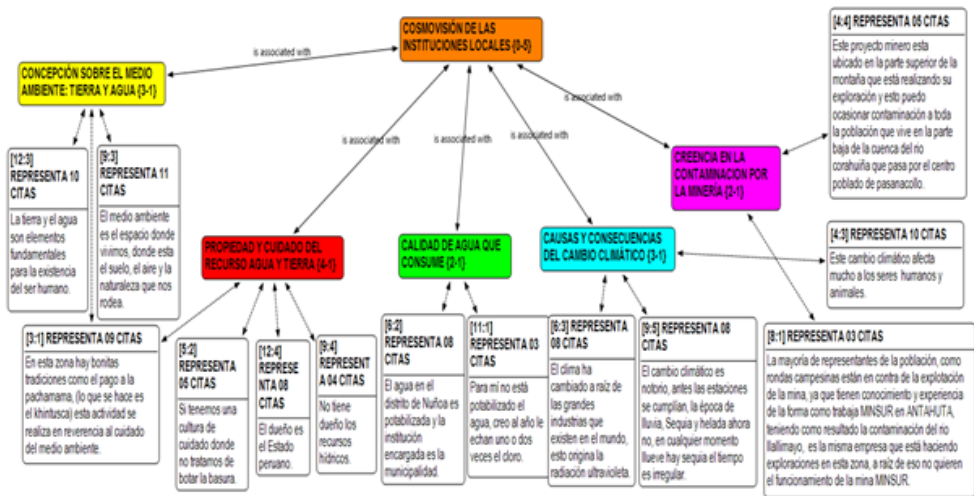 COSMOVISIÓN DE LAS
INSTITUCIONES LOCALES {0-5}
is associated with
is associated with
is associated with
is associated with
is associated with
CONCEPCIÓN SOBRE EL MEDIO
AMBIENTE: TIERRA Y AGUA {3-1}
[12:3]
REPRESENTA 10
CITAS
La tierra y el agua
son elementos
fundamentales
para la existencia
del ser humano.
[9:3]
REPRESENTA 11
CITAS
El medio ambiente
es el espacio donde
vivimos, donde esta
el suelo, el aire y la
naturaleza que nos
rodea.
[3:1] REPRESENTA 09 CITAS
En esta zona hay bonitas
tradiciones como el pago a la
pachamama, (lo que se hace es
el khintusca) esta actividad se
realiza en reverencia al cuidado
del medio ambiente.
PROPIEDAD Y CUIDADO DEL
RECURSO AGUA Y TIERRA {4-1}
[5:2]
REPRESENTA
05 CITAS
Si tenemos una
cultura de
cuidado donde
no tratamos de
botar la basura.
[12:4]
REPRESE
NTA 08
CITAS
El dueño es
el Estado
peruano.
[9:4]
REPRESENT
A 04 CITAS
No tiene
dueño los
recursos
hídricos.
CALIDAD DE AGUA QUE
CONSUME {2-1}
[6:2]
REPRESENTA
08 CITAS
El agua en el
distrito de Nuñoa es
potabilizada y la
institución
encargada es la
municipalidad.
[11:1]
REPRESENTA 03
CITAS
Para mí no está
potabilizado el
agua, creo al año le
echan uno o dos
veces el cloro.
CAUSAS Y CONSECUENCIAS
DEL CAMBIO CLIMÁTICO {3-1}
[6:3] REPRESENTA
08 CITAS
El clima ha
cambiado a raíz de
las grandes
industrias que
existen en el mundo,
esto origina la
radiación ultravioleta.
[9:5] REPRESENTA 08
CITAS
El cambio climático es
notorio, antes las estaciones
se cumplían, la época de
lluvia, Sequia y helada ahora
no, en cualquier momento
llueve hay sequia el tiempo
es irregular.
CREENCIA EN LA
CONTAMINACION POR
LA MINERÍA {2-1}
[4:4] REPRESENTA 05 CITAS
Este proyecto minero esta
ubicado en la parte superior de la
montaña que está realizando su
exploración y esto puedo
ocasionar contaminación a toda
la población que vive en la parte
baja de la cuenca del rio
corahuiña que pasa por el centro
poblado de pasanacollo.
[4:3] REPRESENTA 10 CITAS
Este cambio climático afecta
mucho a los seres humanos y
animales.
[8:1] REPRESENTA 03 CITAS
La mayoría de representantes de la población, como
rondas campesinas están en contra de la explotación
de la mina, ya que tienen conocimiento y experiencia
de la forma como trabaja MINSUR en ANTAHUTA,
teniendo como resultado la contaminación del rio
llallimayo, es la misma empresa que está haciendo
exploraciones en esta zona, a raíz de eso no quieren
el funcionamiento de la mina MINSUR.